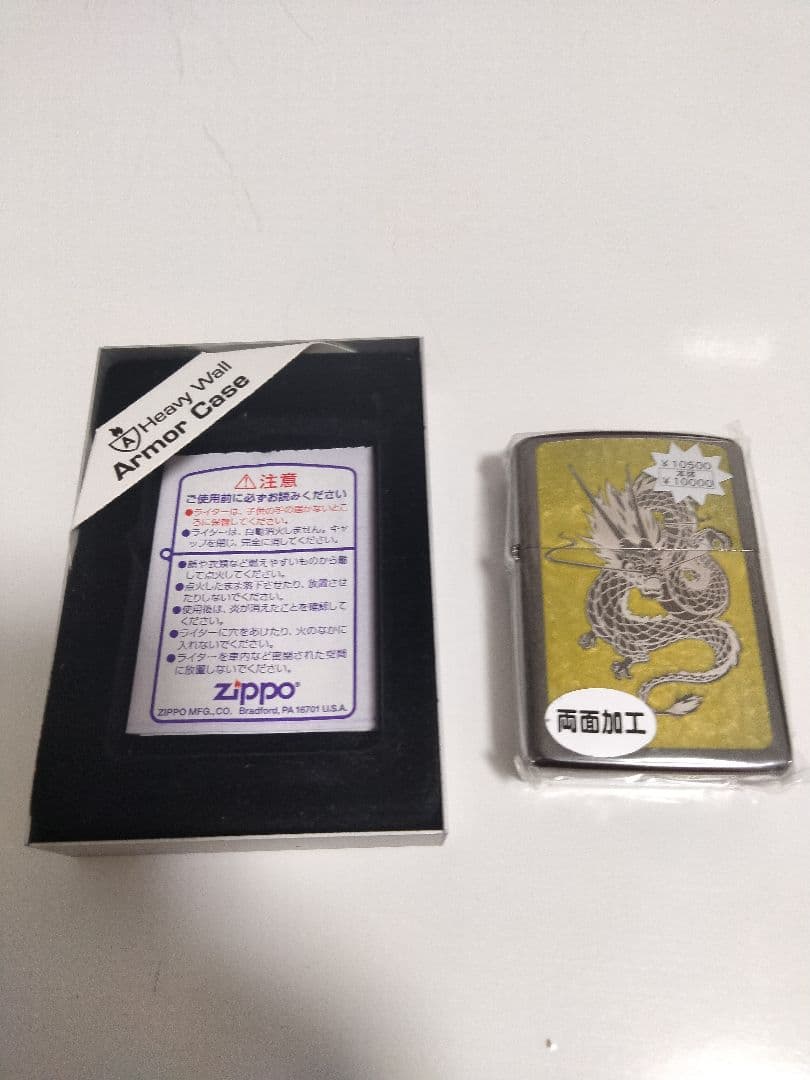 Heavy Wall
Armor Case
A
⚠注意
ご使用前に必ずお読みください
●ライターは、子供の手の届かないとこ
ろに保管してください。
●ライターは、自動消火しません。キャ
ップを閉じ、完全に消してください。
●顔や衣類など燃えやすいものから離
して点火してください。
●点火したまま落下させたり、放置させ
たりしないでください。
●使用後は、炎が消えたことを確認して
ください。
●ライターに穴をあけたり、火のなかに
入れないでください。
●ライターを車内など密閉された空間
に放置しないでください。
zippo®
ZIPPO MFG., CO. Bradford, PA 16701 U.S.A.
¥10500
本体
¥10000
両面加工